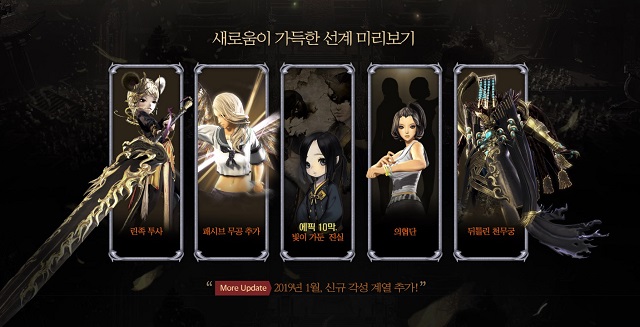 새로움이 가득한 선계 미리보기
린족 투사
패시브 무공 추가
에픽 10막.
빛이 가둔 진실
의협단
뒤틀린 천무궁
“ More Update 2019년 1월, 신규 각성 계열 추가! ”